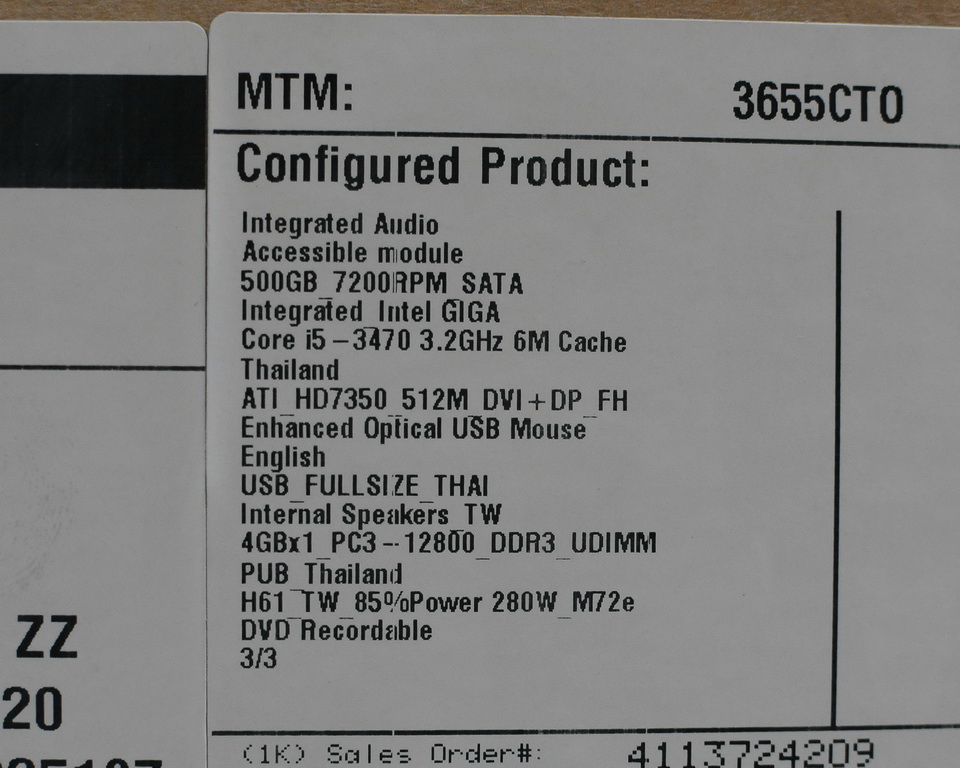 MTM: 3655CTO
Configured Product:
Integrated Audio
Accessible module
500GB_7200RPM_SATA
Integrated_Intel GIGA
Core i5-3470 3.2GHz 6M Cache
Thailand
ATI_HD7350_512M_DVI+DP_FH
Enhanced Optical USB Mouse
English
USB_FULLSIZE_THAI
Internal Speakers_TW
4GBx1_PC3-12800_DDR3_UDIMM
PUB_Thailand
H61_TW_85%Power 280W_M72e
DVD Recordable
3/3
(1K) Sales Order#: 4113724209
ZZ
20